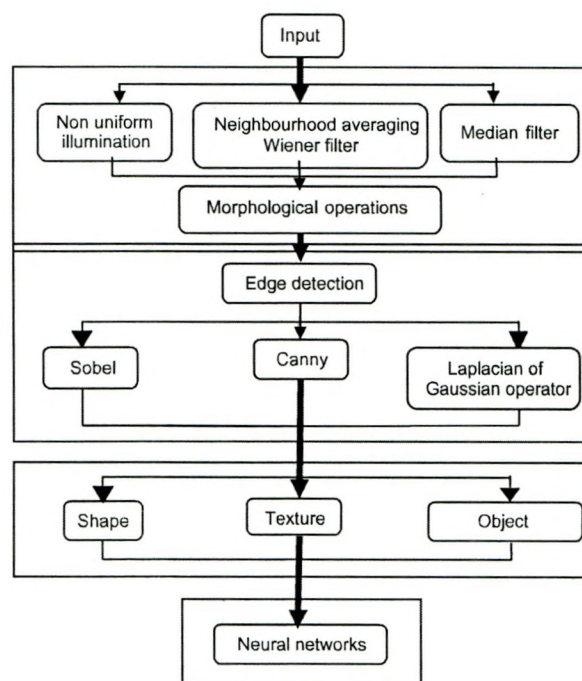 Input
Non uniform
illumination
Neighbourhood averaging
Wiener filter
Median filter
Morphological operations
Edge detection
Sobel
Canny
Laplacian of
Gaussian operator
Shape
Texture
Object
Neural networks